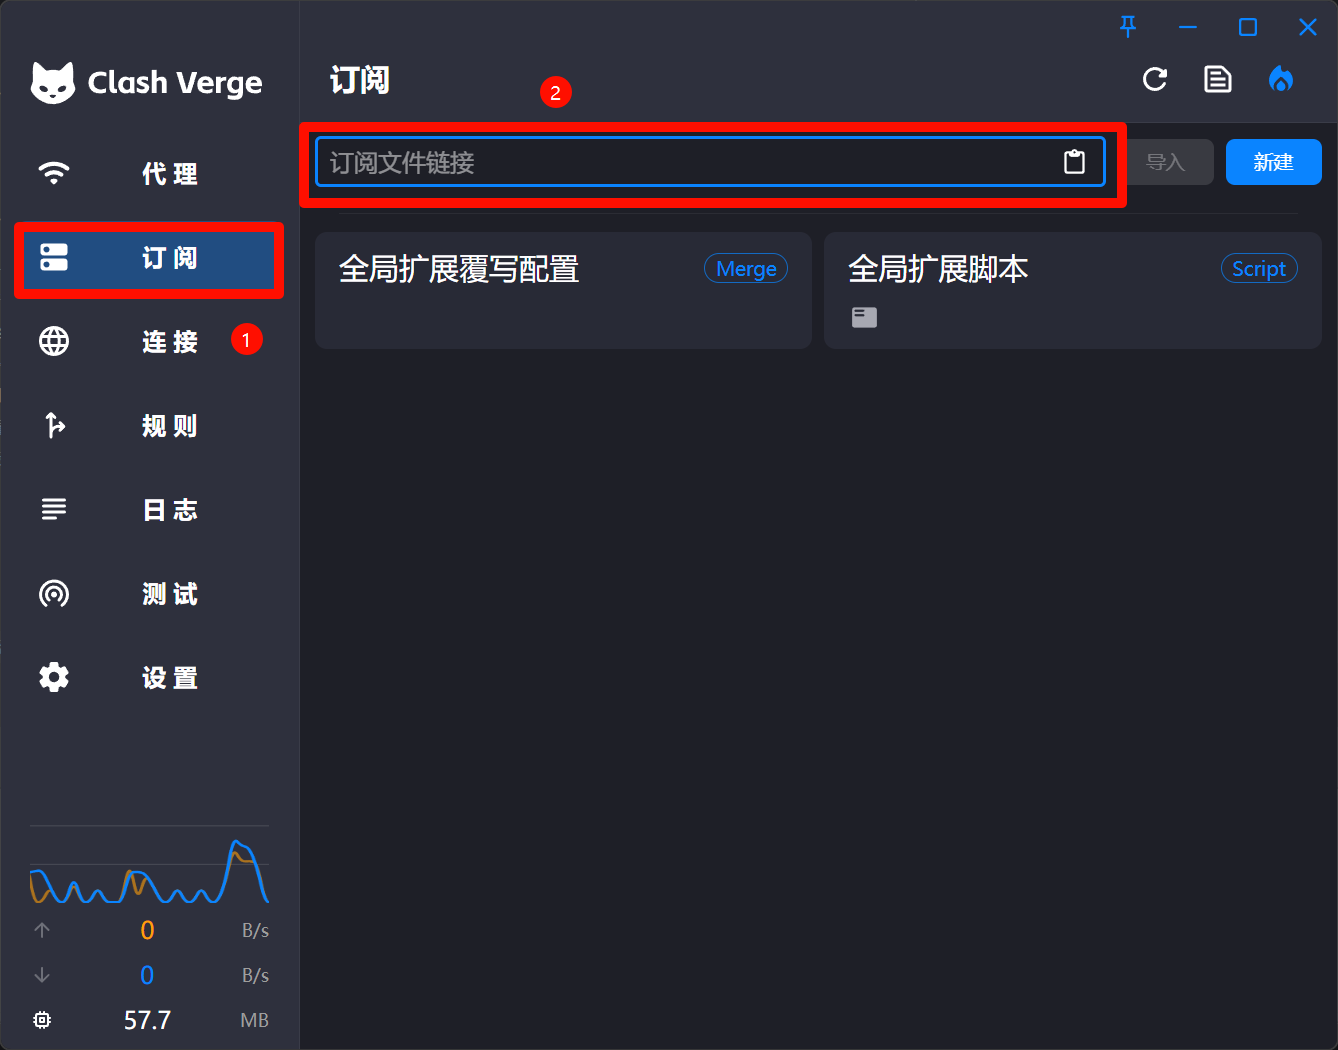 Clash Verge
代理
订阅
连接
1
规则
日志
测试
设置
0 B/s
0 B/s
57.7 MB
订阅
2
订阅文件链接
导入
新建
全局扩展覆写配置
Merge
全局扩展脚本
Script